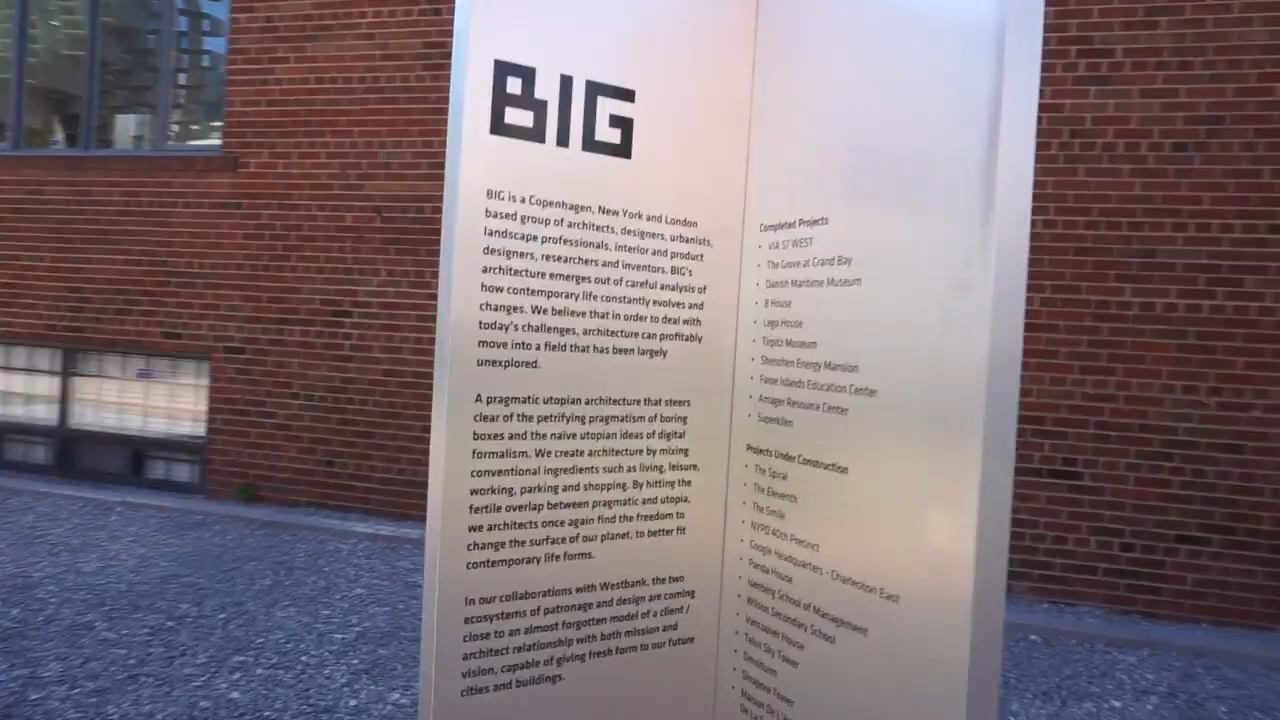 BIG
BIG is a Copenhagen, New York and London
based group of architects, designers, urbanists,
landscape professionals, interior and product
designers, researchers and inventors. BIG's
architecture emerges out of careful analysis of
how contemporary life constantly evolves and
changes. We believe that in order to deal with
today's challenges, architecture can profitably
move into a field that has been largely
unexplored.
A pragmatic utopian architecture that steers
clear of the petrifying pragmatism of boring
boxes and the naïve utopian ideas of digital
formalism. We create architecture by mixing
conventional ingredients such as living, leisure,
working, parking and shopping. By hitting the
fertile overlap between pragmatic and utopia,
we architects once again find the freedom to
change the surface of our planet, to better fit
contemporary life forms.
In our collaborations with Westbank, the two
ecosystems of patronage and design are coming
close to an almost forgotten model of a client /
architect relationship with both mission and
vision, capable of giving fresh form to our future
cities and buildings.
Completed Projects
• VIA 57 WEST
• The Grove at Grand Bay
• Danish Maritime Museum
• 8 House
• Lego House
• Tirpitz Museum
• Shenzhen Energy Mansion
• Faroe Islands Education Center
• Amager Resource Center
• Superkilen
Projects Under Construction
• The Spiral
• The Eleventh
• The Smile
• NYPD 40th Precinct
• Google Headquarters - Charleston East
• Panda House
• Isenberg School of Management
• Wilson Secondary School
• Vancouver House
• Telus Sky Tower
• Omniturm
• Sinapore Tower
• Maison De L'
De La